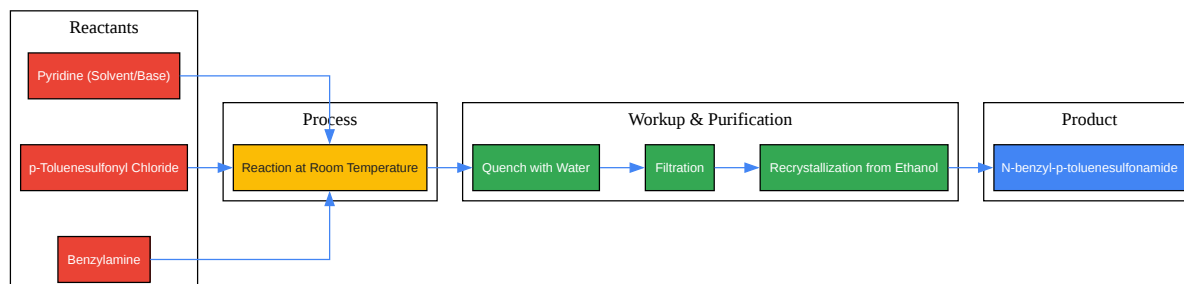 Reactants
Pyridine (Solvent/Base)
p-Toluenesulfonyl Chloride
Benzylamine
Process
Reaction at Room Temperature
Workup & Purification
Quench with Water
Filtration
Recrystallization from Ethanol
Product
N-benzyl-p-toluenesulfonamide